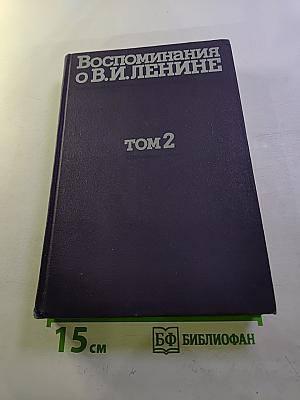 Воспоминания
о В.И.ЛЕНИНЕ
ТОМ 2
15 см
БФ БИБЛИОФАН